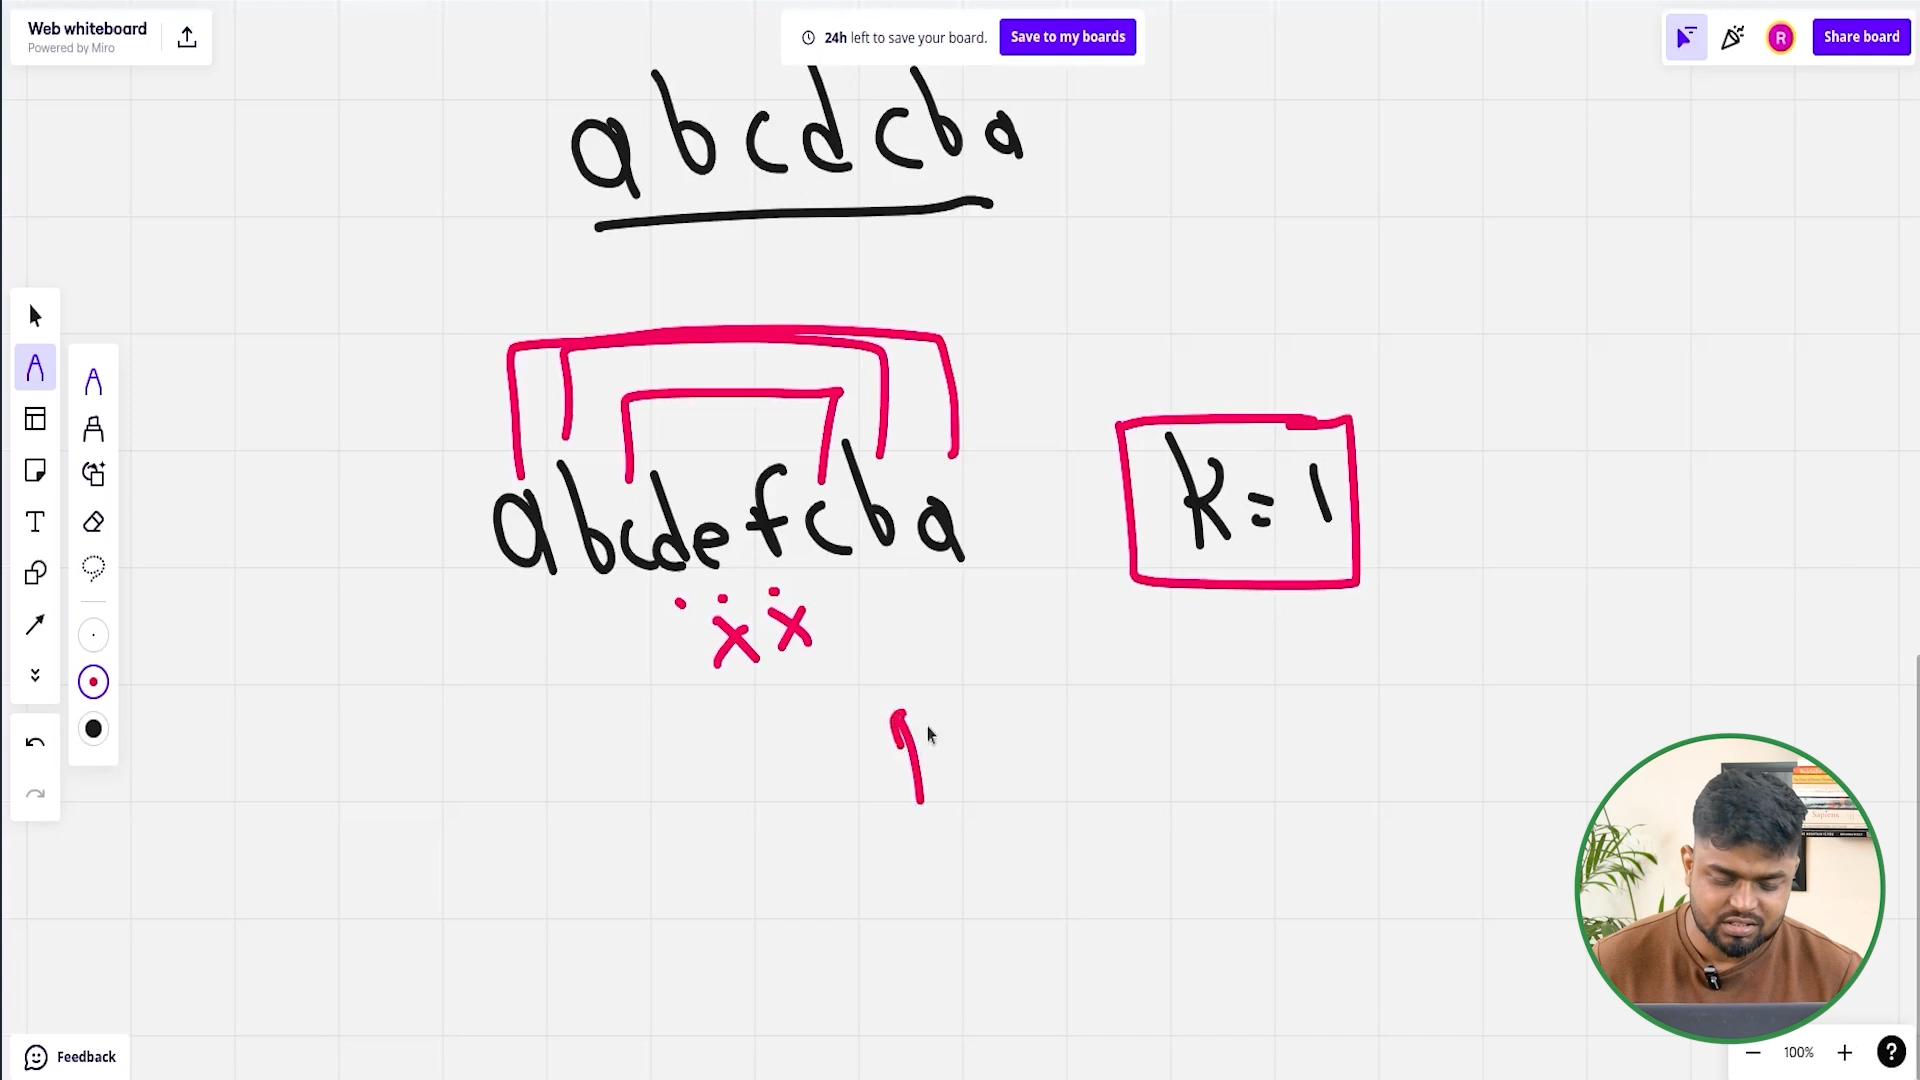 Web whiteboard
Powered by Miro
24h left to save your board.
Save to my boards
R
Share board
abcdcba
abcdefcba
k=1
T
Feedback
100%
?
Sapiens